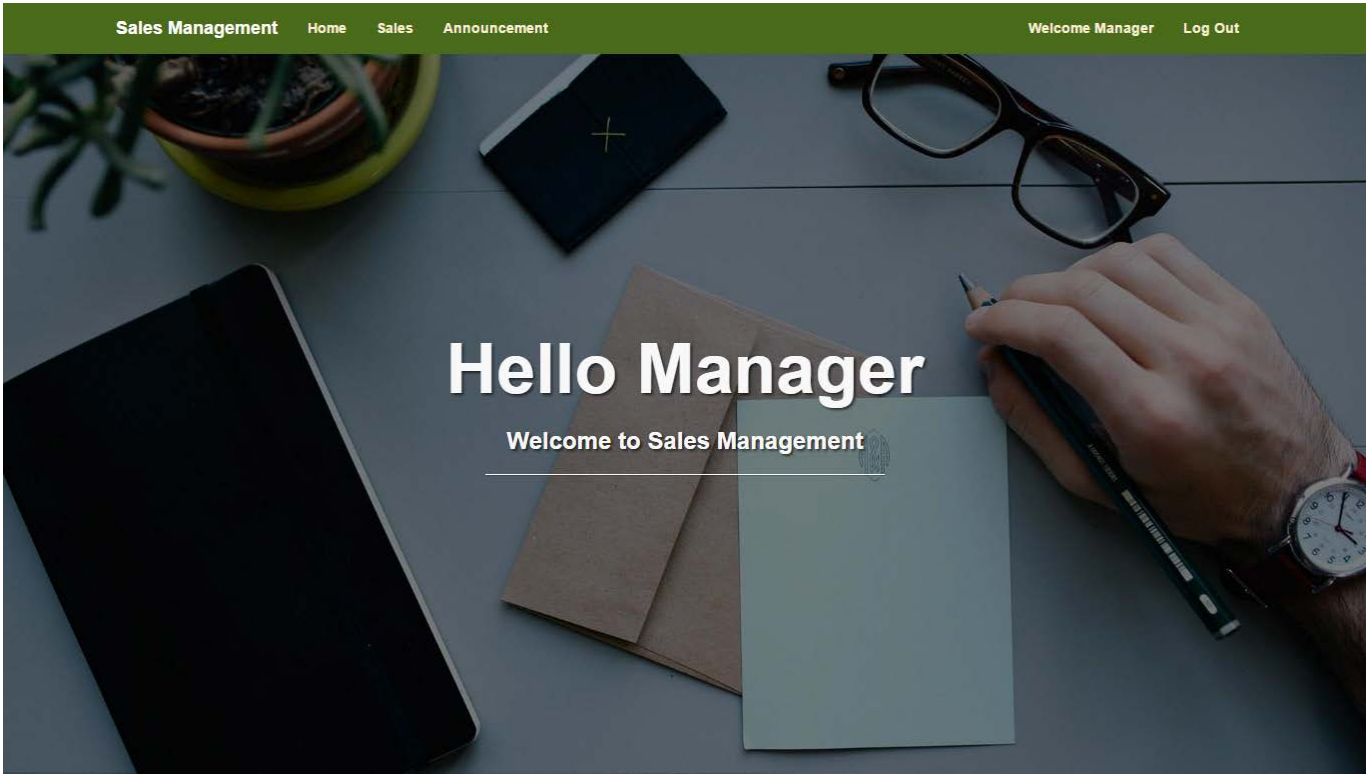 Sales Management Home Sales Announcement Welcome Manager Log Out
Hello Manager
Welcome to Sales Management